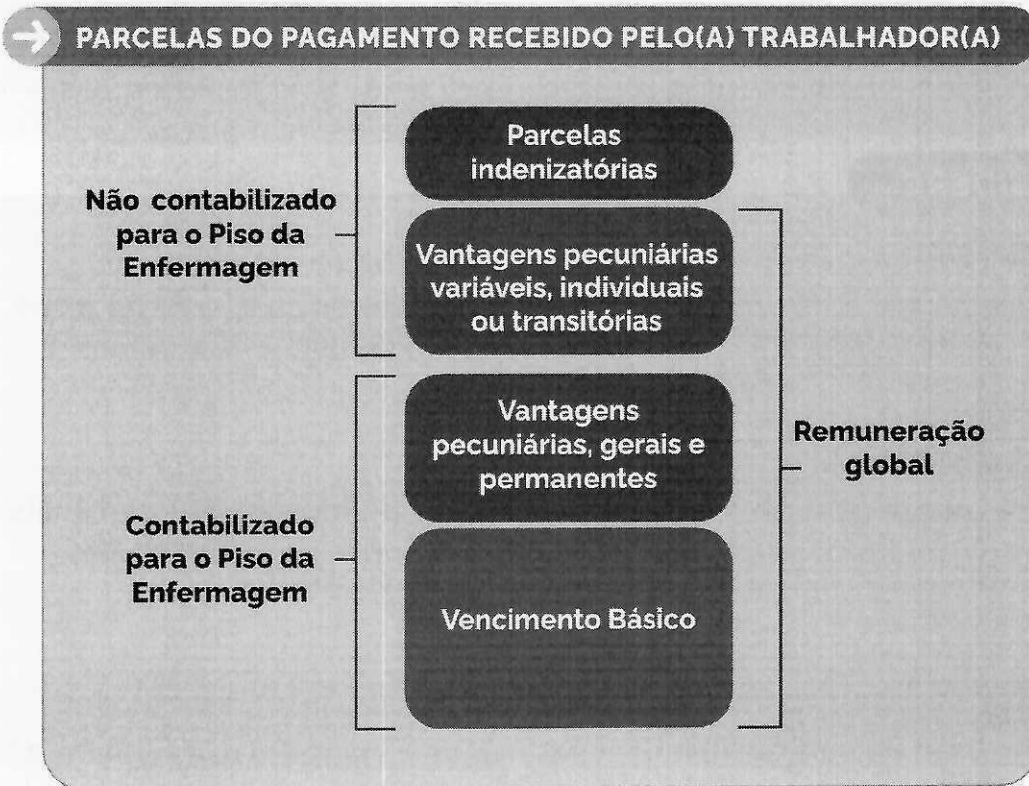 PARCELAS DO PAGAMENTO RECEBIDO PELO(A) TRABALHADOR(A)
Parcelas
indenizatórias
Não contabilizado
para o Piso da
Enfermagem
Vantagens pecuniárias
variáveis, individuais
ou transitórias
Vantagens
pecuniárias, gerais e
permanentes
Remuneração
global
Contabilizado
para o Piso da
Enfermagem
Vencimento Básico